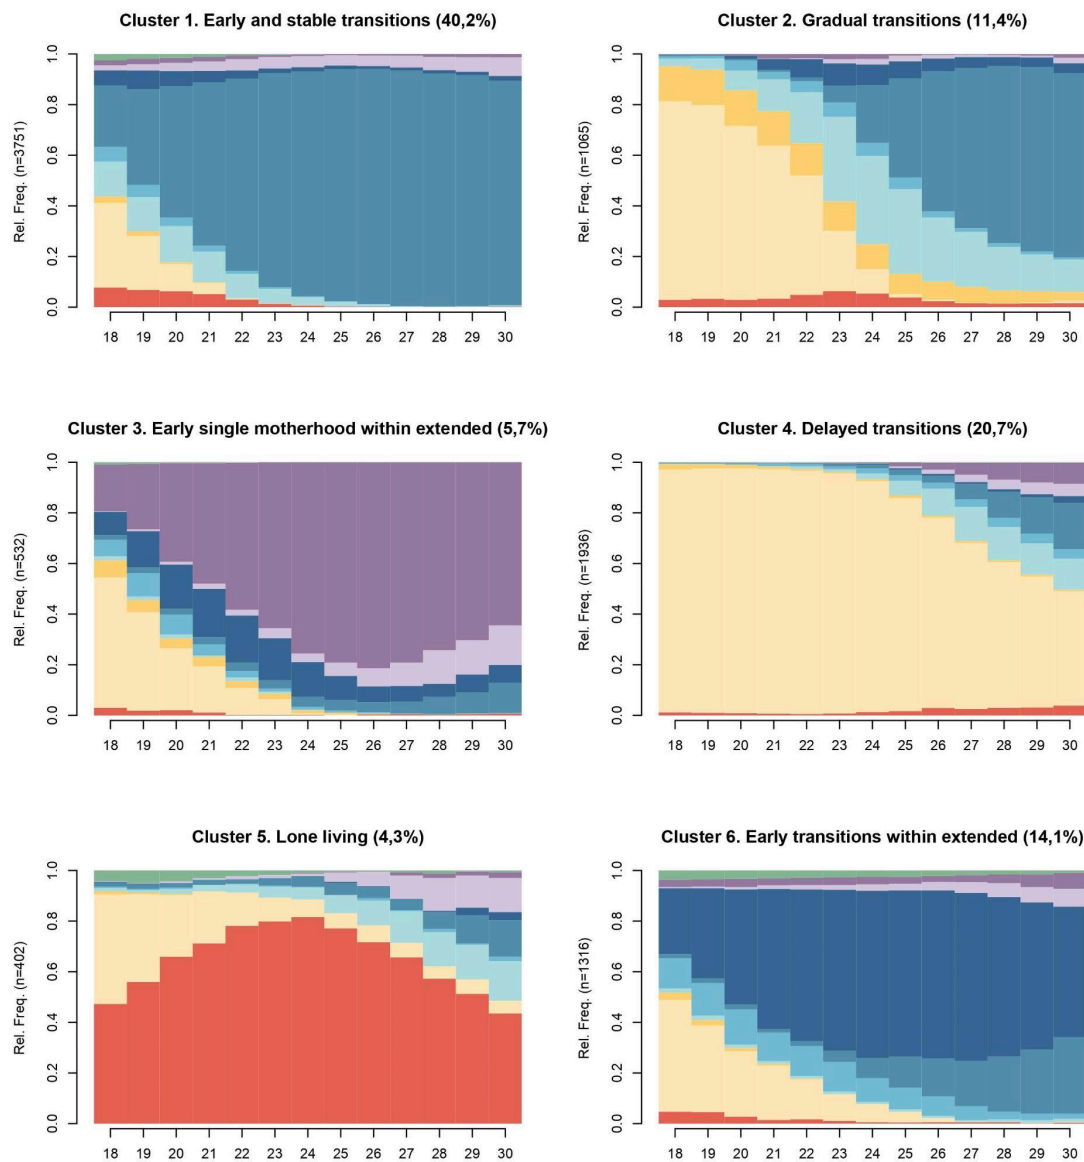 Cluster 1. Early and stable transitions (40,2%)
Rel. Freq. (n=3751)
0.0 0.2 0.4 0.6 0.8 1.0
18 19 20 21 22 23 24 25 26 27 28 29 30
Cluster 2. Gradual transitions (11,4%)
Rel. Freq. (n=1065)
0.0 0.2 0.4 0.6 0.8 1.0
18 19 20 21 22 23 24 25 26 27 28 29 30
Cluster 3. Early single motherhood within extended (5,7%)
Rel. Freq. (n=532)
0.0 0.2 0.4 0.6 0.8 1.0
18 19 20 21 22 23 24 25 26 27 28 29 30
Cluster 4. Delayed transitions (20,7%)
Rel. Freq. (n=1936)
0.0 0.2 0.4 0.6 0.8 1.0
18 19 20 21 22 23 24 25 26 27 28 29 30
Cluster 5. Lone living (4,3%)
Rel. Freq. (n=402)
0.0 0.2 0.4 0.6 0.8 1.0
18 19 20 21 22 23 24 25 26 27 28 29 30
Cluster 6. Early transitions within extended (14,1%)
Rel. Freq. (n=1316)
0.0 0.2 0.4 0.6 0.8 1.0
18 19 20 21 22 23 24 25 26 27 28 29 30